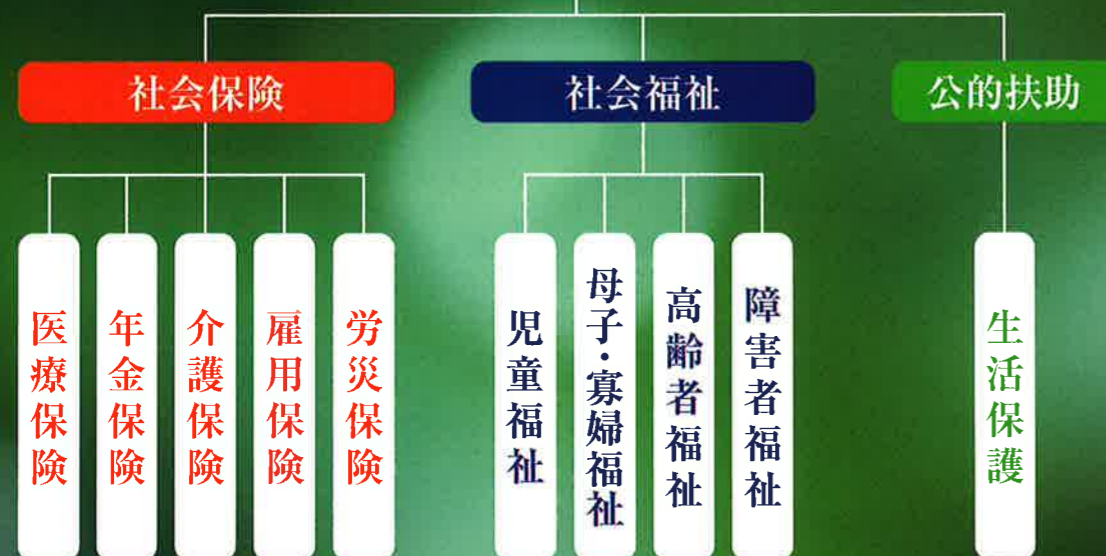 社会保険
社会福祉
公的扶助
医療保険
年金保険
介護保険
雇用保険
労災保険
児童福祉
母子・寡婦福祉
高齢者福祉
障害者福祉
生活保護